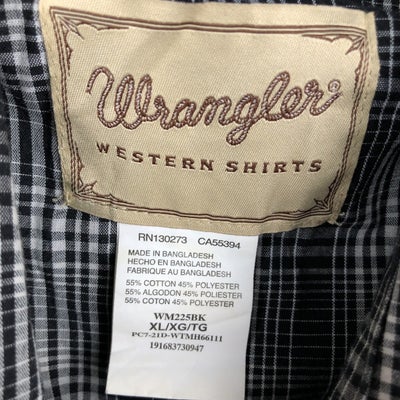 Wrangler®
WESTERN SHIRTS
RN130273 CA55394
MADE IN BANGLADESH
HECHO EN BANGLADESH
FABRIQUE AU BANGLADESH
55% COTTON 45% POLYESTER
55% ALGODON 45% POLIESTER
55% COTON 45% POLYESTER
WM225BK
XL/XG/TG
PC7-21D-WTMH66111
191683730947